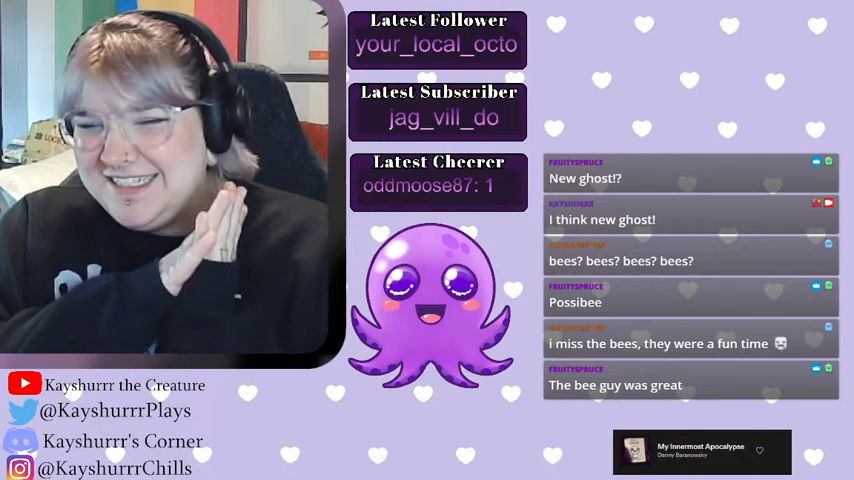 Latest Follower
your_local_octo
Latest Subscriber
jag_vill_do
Latest Cheerer
oddmoose87: 1
FRUITYSPRUCE
New ghost!?
KAYSHURRR
I think new ghost!
bees? bees? bees? bees?
FRUITYSPRUCE
Possibee
i miss the bees, they were a fun time
FRUITYSPRUCE
The bee guy was great
Kayshurrr the Creature
@KayshurrrPlays
Kayshurrr's Corner
@KayshurrrChills
My Innermost Apocalypse
Danny Baranowsky